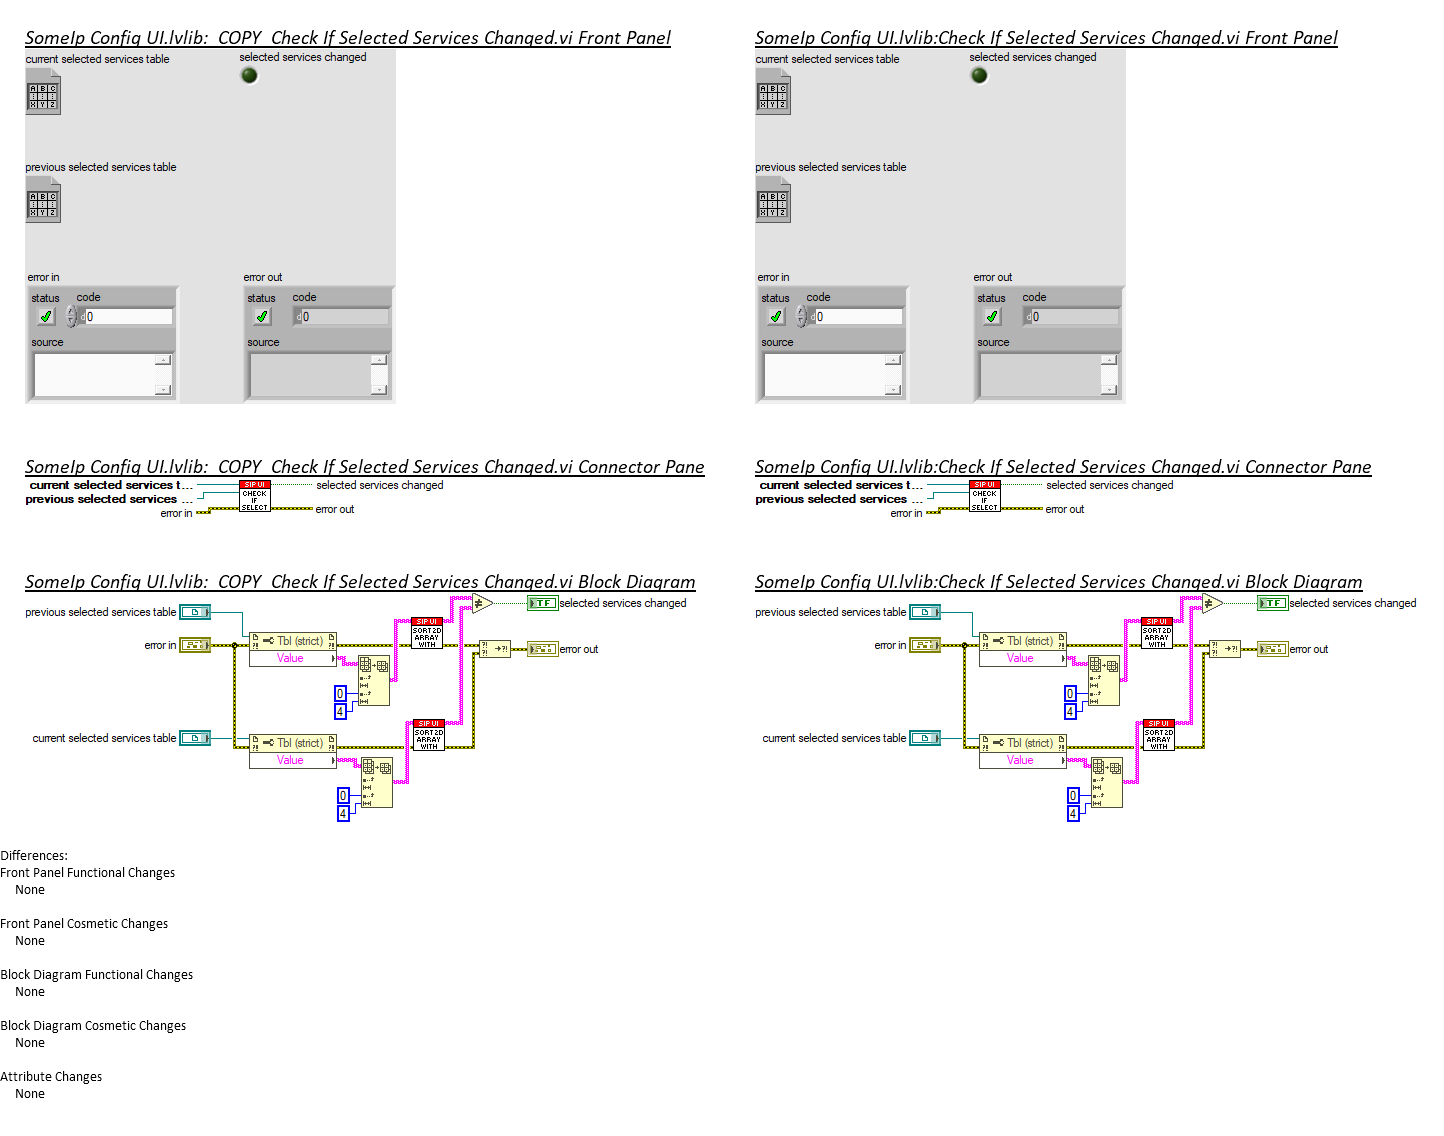 SomeIp Config UI.lvlib:  COPY  Check If Selected Services Changed.vi Front Panel
current selected services table
selected services changed
A B C
X Y Z
previous selected services table
A B C
X Y Z
error in
error out
status code
status code
d 0
d 0
source
source
SomeIp Config UI.lvlib:Check If Selected Services Changed.vi Front Panel
current selected services table
selected services changed
A B C
X Y Z
previous selected services table
A B C
X Y Z
error in
error out
status code
status code
d 0
d 0
source
source
SomeIp Config UI.lvlib:  COPY  Check If Selected Services Changed.vi Connector Pane
current selected services t...
previous selected services ...
error in
SIP UI
CHECK
IF
SELECT
selected services changed
error out
SomeIp Config UI.lvlib:Check If Selected Services Changed.vi Connector Pane
current selected services t...
previous selected services ...
error in
SIP UI
CHECK
IF
SELECT
selected services changed
error out
SomeIp Config UI.lvlib:  COPY  Check If Selected Services Changed.vi Block Diagram
previous selected services table
error in
Tbl (strict)
Value
0
4
SIP UI
SORT2D
ARRAY
WITH
≠
TF
selected services changed
?! →?!
?!
error out
current selected services table
Tbl (strict)
Value
0
4
SIP UI
SORT2D
ARRAY
WITH
SomeIp Config UI.lvlib:Check If Selected Services Changed.vi Block Diagram
previous selected services table
error in
Tbl (strict)
Value
0
4
SIP UI
SORT2D
ARRAY
WITH
≠
TF
selected services changed
?! →?!
?!
error out
current selected services table
Tbl (strict)
Value
0
4
SIP UI
SORT2D
ARRAY
WITH
Differences:
Front Panel Functional Changes
None
Front Panel Cosmetic Changes
None
Block Diagram Functional Changes
None
Block Diagram Cosmetic Changes
None
Attribute Changes
None